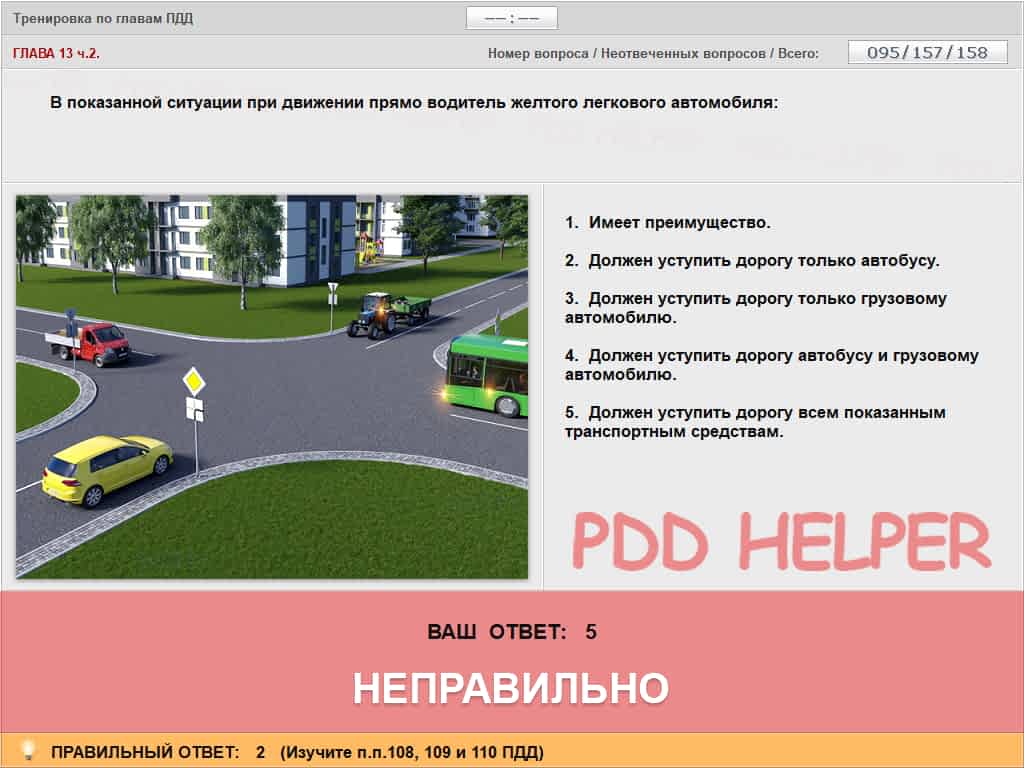 Тренировка по главам ПДД
—— : ——
ГЛАВА 13 ч.2.
Номер вопроса / Неотвеченных вопросов / Всего:
095/157/158
В показанной ситуации при движении прямо водитель желтого легкового автомобиля:
1. Имеет преимущество.
2. Должен уступить дорогу только автобусу.
3. Должен уступить дорогу только грузовому
автомобилю.
4. Должен уступить дорогу автобусу и грузовому
автомобилю.
5. Должен уступить дорогу всем показанным
транспортным средствам.
PDD HELPER
ВАШ ОТВЕТ: 5
НЕПРАВИЛЬНО
ПРАВИЛЬНЫЙ ОТВЕТ: 2 (Изучите п.п.108, 109 и 110 ПДД)